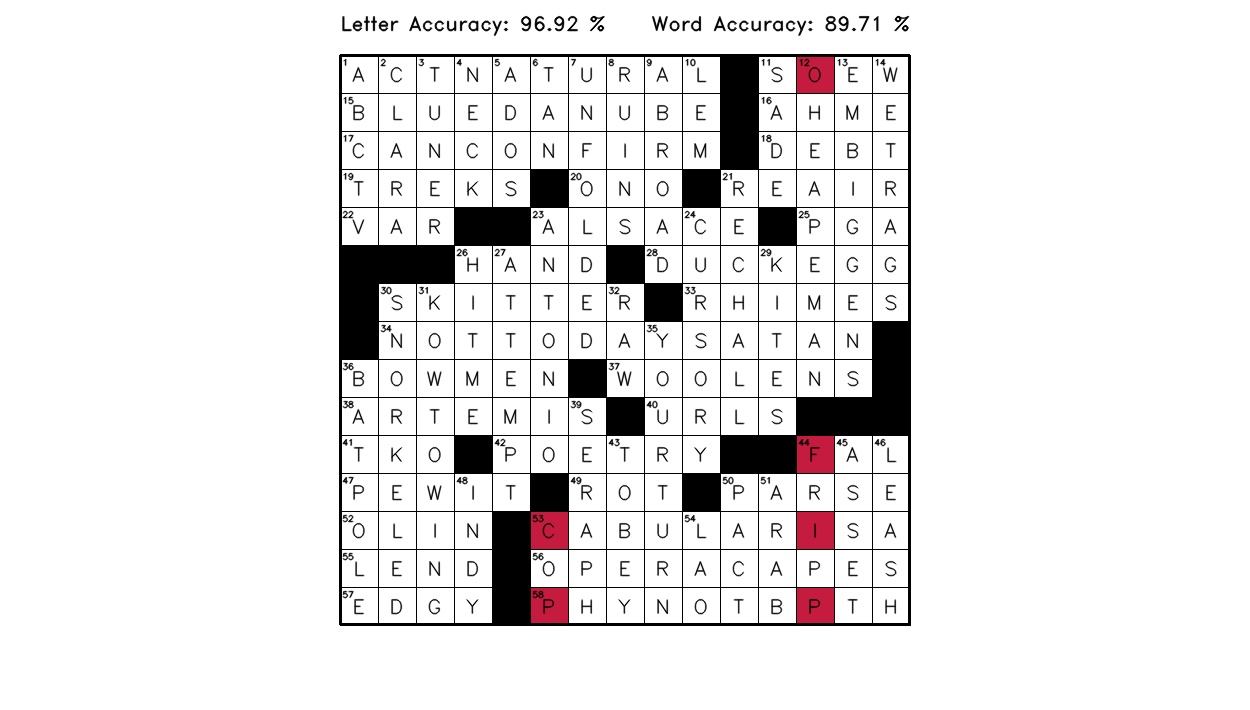 Letter Accuracy: 96.92 % Word Accuracy: 89.71 %
1 A 2 C 3 T 4 N 5 A 6 T 7 U 8 R 9 A 10 L 11 S 12 O 13 E 14 W
15 B L U E D A N U B E 16 A H M E
17 C A N C O N F I R M 18 D E B T
19 T R E K S 20 O N O 21 R E A I R
22 V A R 23 A L S A 24 C E 25 P G A
26 H 27 A N D 28 D U C 29 K E G G
30 S 31 K I T T E 32 R 33 R H I M E S
34 N O T T O D A 35 Y S A T A N
36 B O W M E N 37 W O O L E N S
38 A R T E M I 39 S 40 U R L S
41 T K O 42 P O E 43 T R Y 44 F 45 A 46 L
47 P E W 48 I T 49 R O T 50 P 51 A R S E
52 O L I N 53 C A B U 54 L A R I S A
55 L E N D 56 O P E R A C A P E S
57 E D G Y 58 P H Y N O T B P T H